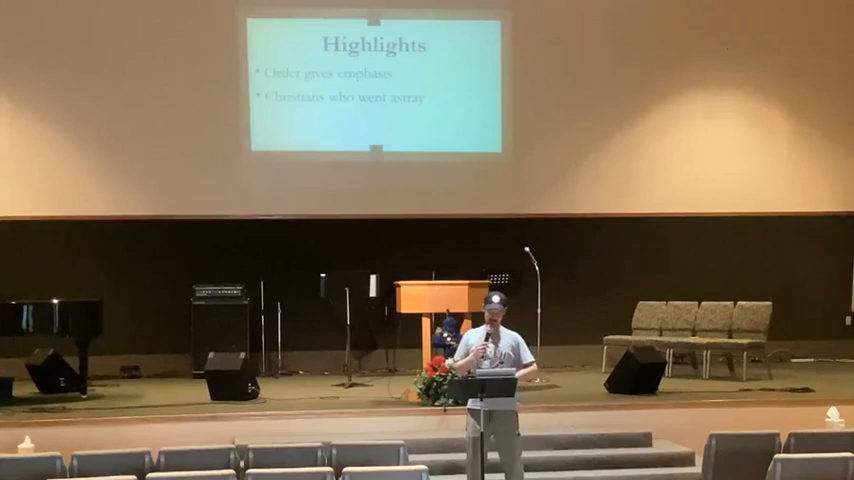 Highlights
• Order gives emphasis
• Christians who went astray